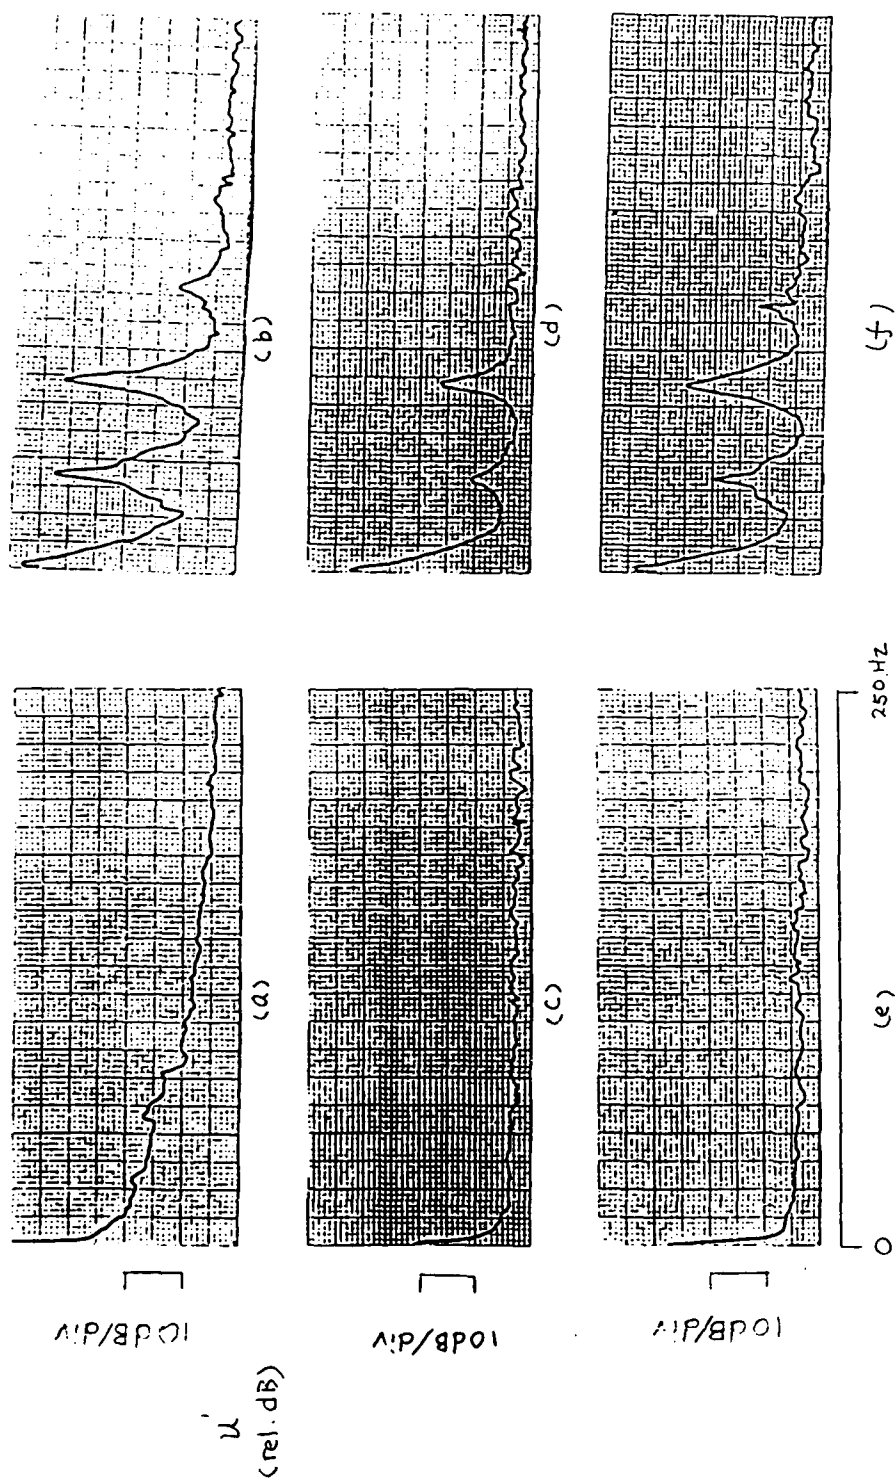 u'
(rel. dB)
10dB/div
(a)
(b)
10dB/div
(c)
(d)
10dB/div
(e)
(f)
0
250 Hz